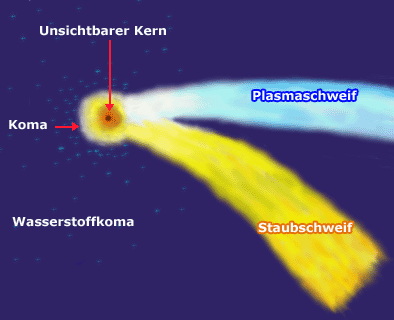 Unsichtbarer Kern
Plasmaschweif
Koma
Wasserstoffkoma
Staubschweif